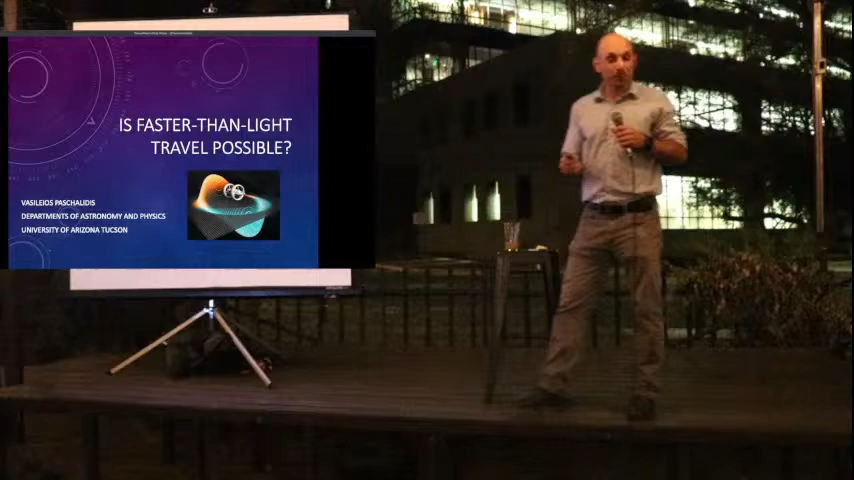 IS FASTER-THAN-LIGHT
TRAVEL POSSIBLE?
VASILEIOS PASCHALIDIS
DEPARTMENTS OF ASTRONOMY AND PHYSICS
UNIVERSITY OF ARIZONA TUCSON